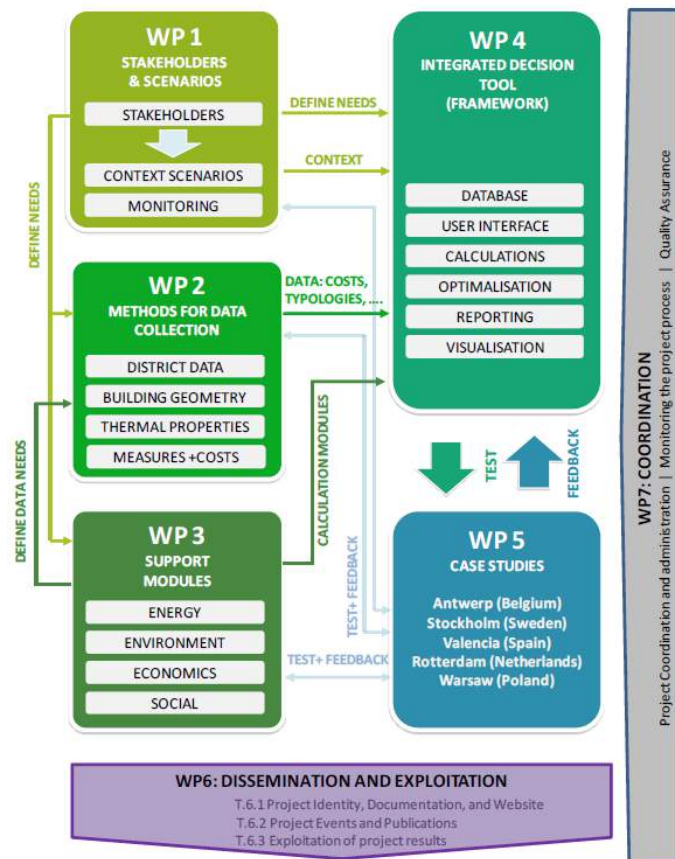 WP 1
STAKEHOLDERS
& SCENARIOS
STAKEHOLDERS
CONTEXT SCENARIOS
MONITORING
DEFINE NEEDS
CONTEXT
DEFINE NEEDS
WP 4
INTEGRATED DECISION
TOOL
(FRAMEWORK)
DATABASE
USER INTERFACE
CALCULATIONS
OPTIMALISATION
REPORTING
VISUALISATION
WP 2
METHODS FOR DATA
COLLECTION
DISTRICT DATA
BUILDING GEOMETRY
THERMAL PROPERTIES
MEASURES +COSTS
DATA: COSTS,
TYPOLOGIES, ....
DEFINE DATA NEEDS
CALCULATION MODULES
TEST
FEEDBACK
WP 3
SUPPORT
MODULES
ENERGY
ENVIRONMENT
ECONOMICS
SOCIAL
TEST+ FEEDBACK
TEST+ FEEDBACK
WP 5
CASE STUDIES
Antwerp (Belgium)
Stockholm (Sweden)
Valencia (Spain)
Rotterdam (Netherlands)
Warsaw (Poland)
WP6: DISSEMINATION AND EXPLOITATION
T.6.1 Project Identity, Documentation, and Website
T.6.2 Project Events and Publications
T.6.3 Exploitation of project results
WP7: COORDINATION
Project Coordination and administration | Monitoring the project process | Quality Assurance